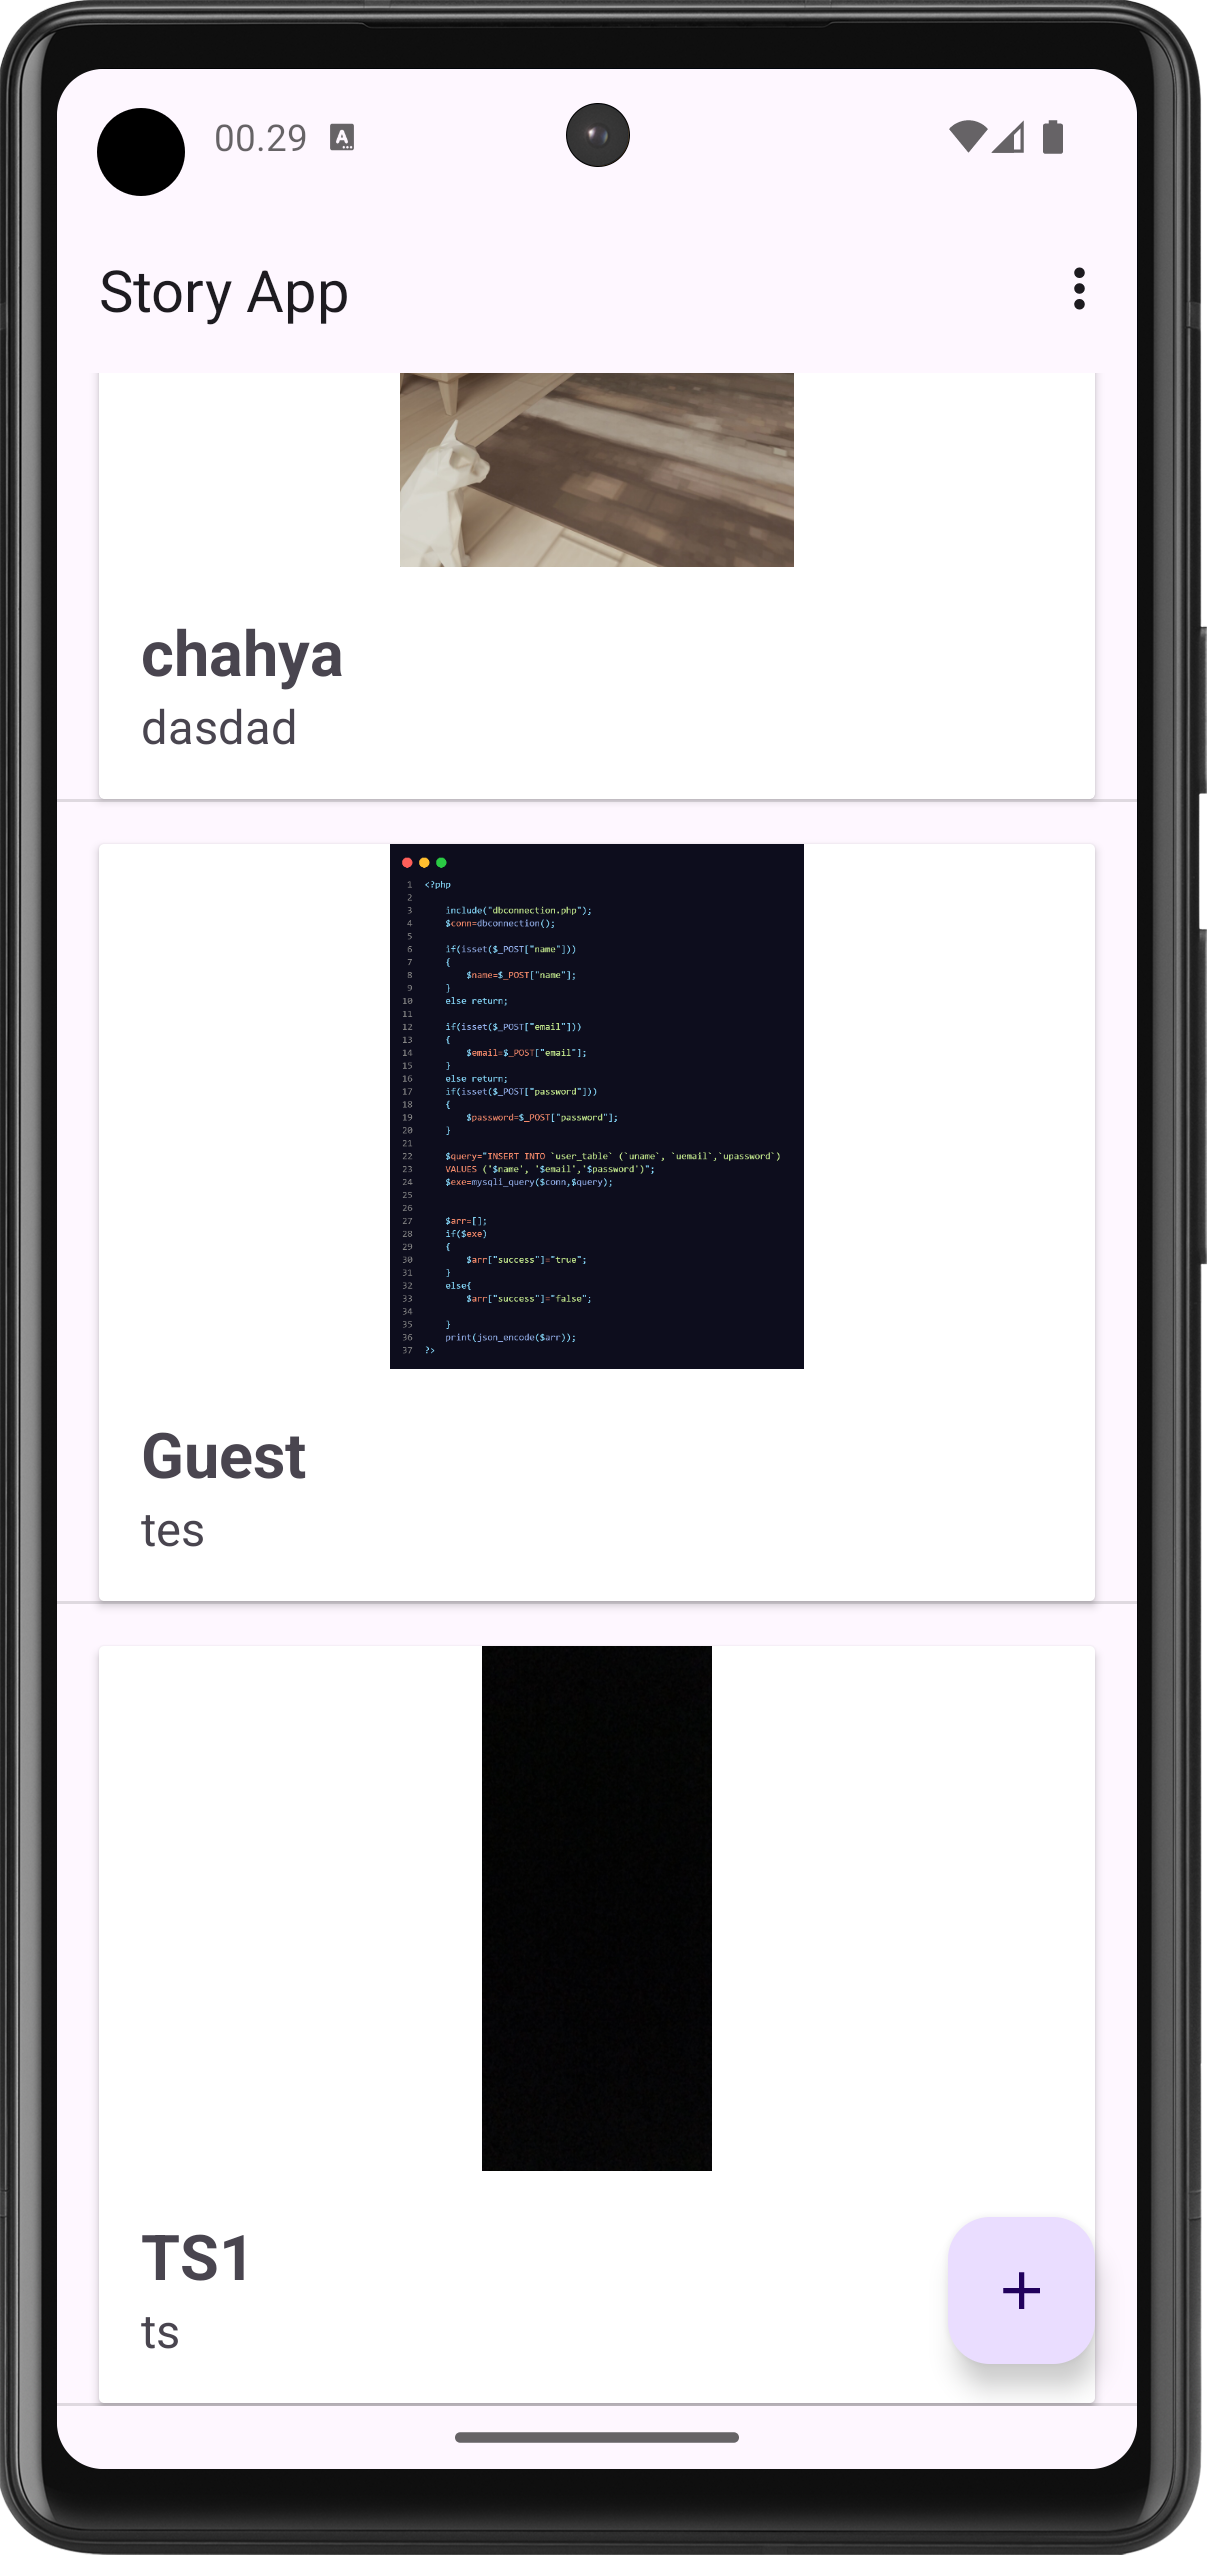 00.29
Story App
chahya
dasdad
1 <?php
2
3 include("dbconnection.php");
4 $conn=dbconnection();
5
6 if(isset($_POST["name"]))
7 {
8 $name=$_POST["name"];
9 }
10 else return;
11
12 if(isset($_POST["email"]))
13 {
14 $email=$_POST["email"];
15 }
16 else return;
17 if(isset($_POST["password"]))
18 {
19 $password=$_POST["password"];
20 }
21
22 $query="INSERT INTO `user_table` (`uname`, `uemail`,`upassword`)
23 VALUES ('$name', '$email','$password')";
24 $exe=mysqli_query($conn,$query);
25
26
27 $arr=[];
28 if($exe)
29 {
30 $arr["success"]="true";
31 }
32 else{
33 $arr["success"]="false";
34
35 }
36 print(json_encode($arr));
37 ?>
Guest
tes
TS1
ts